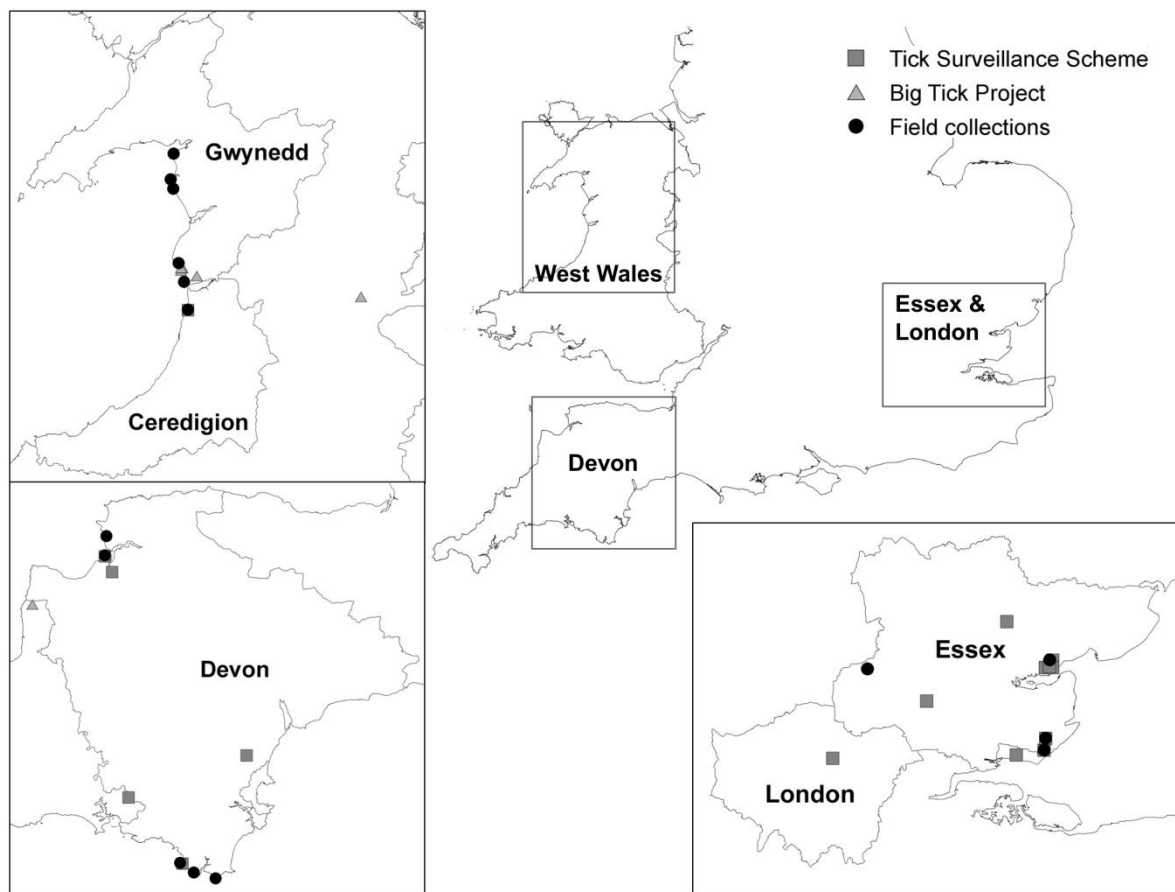 Tick Surveillance Scheme
Big Tick Project
Field collections
Gwynedd
Ceredigion
West Wales
Essex &
London
Devon
Devon
Essex
London